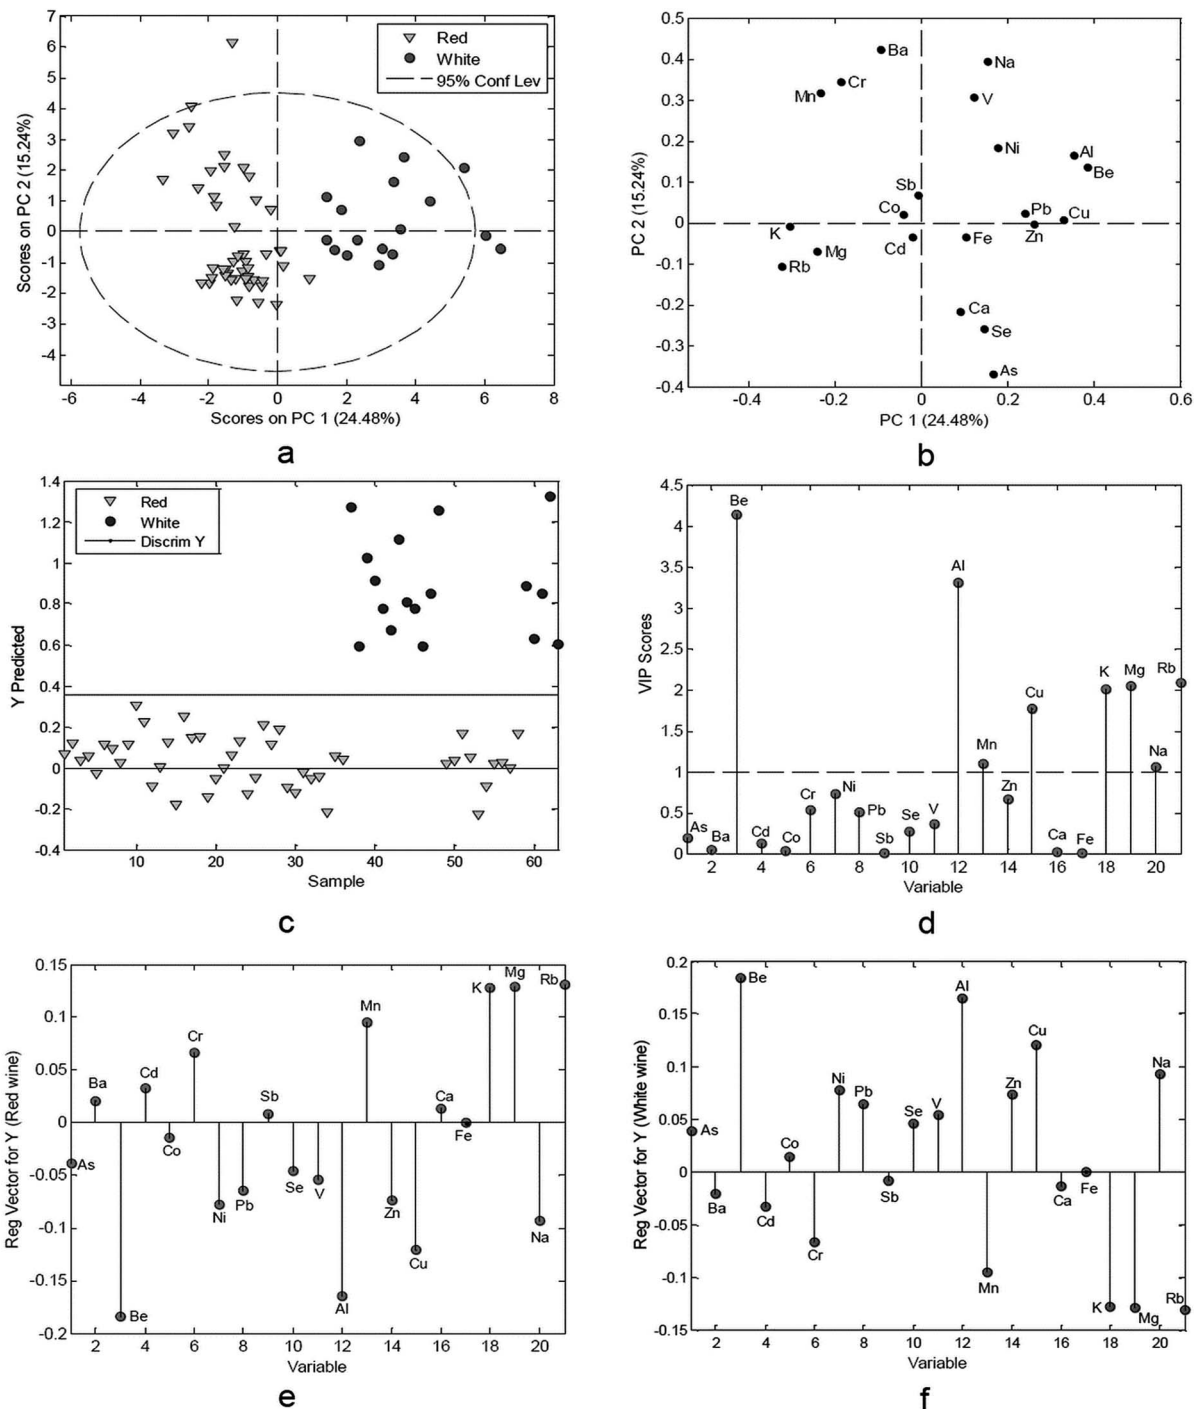 7
6
5
4
3
2
1
0
-1
-2
-3
-4
Scores on PC 2 (15.24%)
Red
White
95% Conf Lev
-6 -4 -2 0 2 4 6 8
Scores on PC 1 (24.48%)
a
0.5
0.4
0.3
0.2
0.1
0
-0.1
-0.2
-0.3
-0.4
PC 2 (15.24%)
Ba
Na
Cr
Mn
V
Ni
Al
Be
Sb
Co
Pb
Cu
K
Zn
Fe
Cd
Mg
Rb
Ca
Se
As
-0.4 -0.2 0 0.2 0.4 0.6
PC 1 (24.48%)
b
1.4
1.2
1
0.8
0.6
0.4
0.2
0
-0.2
-0.4
Y Predicted
Red
White
Discrim Y
10 20 30 40 50 60
Sample
c
4.5
4
3.5
3
2.5
2
1.5
1
0.5
0
VIP Scores
Be
Al
K
Mg
Rb
Cu
Mn
Na
Zn
Cr
Ni
Pb
As
Ba
Cd
Co
Sb
Se
V
Ca
Fe
2 4 6 8 10 12 14 16 18 20
Variable
d
0.15
0.1
0.05
0
-0.05
-0.1
-0.15
-0.2
Reg Vector for Y (Red wine)
K
Mg
Rb
Mn
Cr
Cd
Ba
Sb
Ca
Fe
As
Co
Ni
Pb
Se
V
Zn
Na
Cu
Al
Be
2 4 6 8 10 12 14 16 18 20
Variable
e
0.2
0.15
0.1
0.05
0
-0.05
-0.1
-0.15
Reg Vector for Y (White wine)
Be
Al
Cu
Na
Ni
Pb
Zn
Se
V
As
Co
Fe
Ba
Cd
Sb
Ca
Cr
Mn
K
Mg
Rb
2 4 6 8 10 12 14 16 18 20
Variable
f